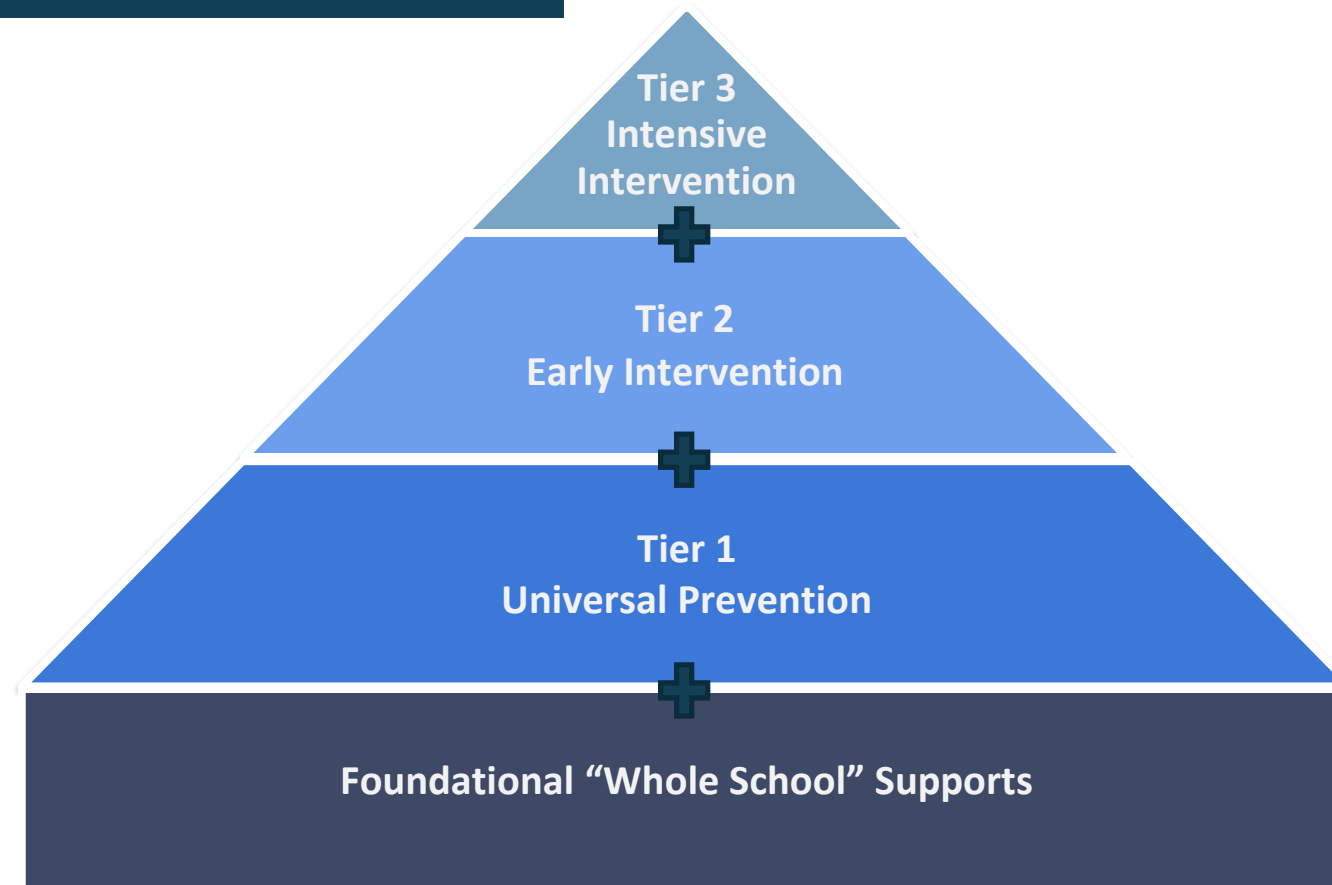 Tier 3
Intensive
Intervention
Tier 2
Early Intervention
Tier 1
Universal Prevention
Foundational “Whole School” Supports